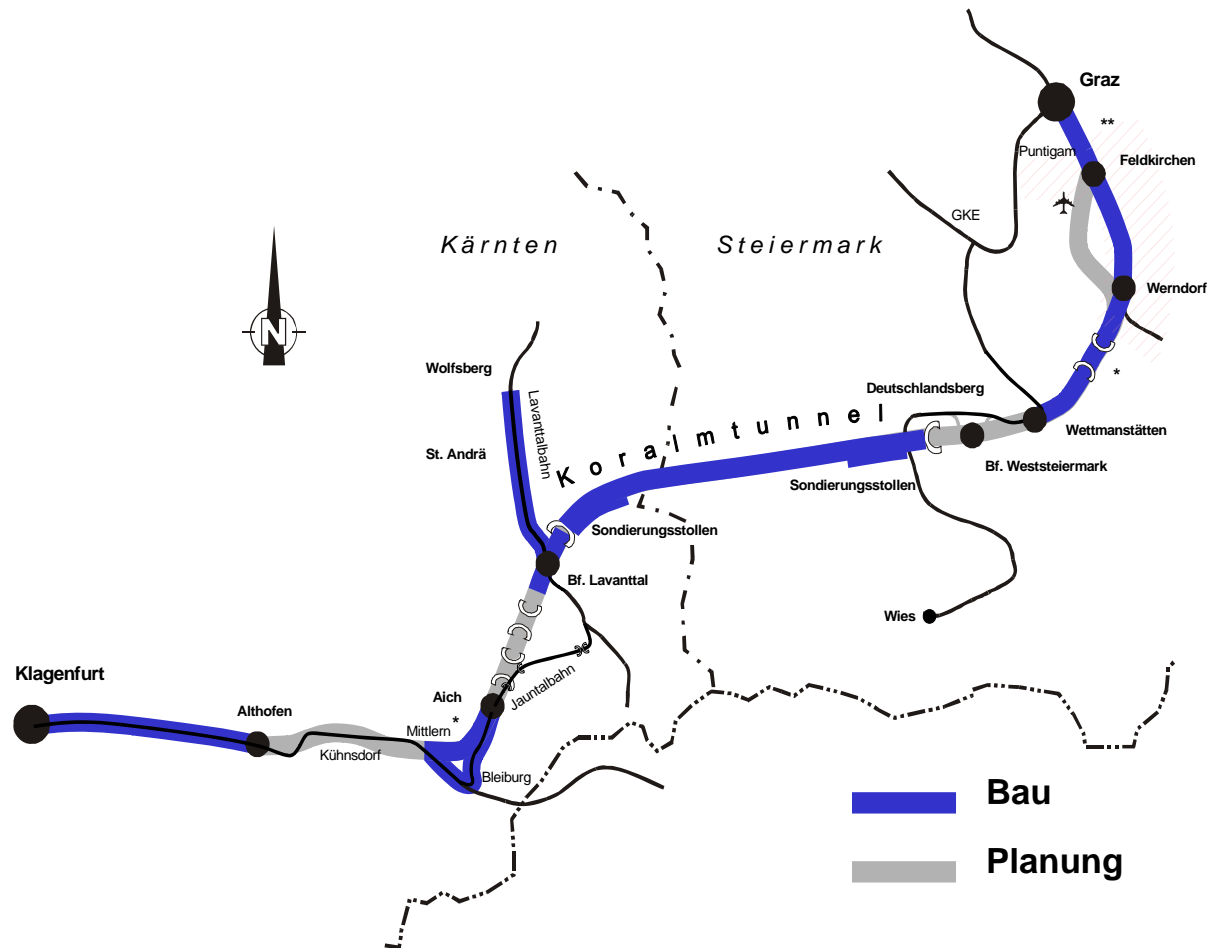 Graz
**
Puntigam
Feldkirchen
GKE
Kärnten
Steiermark
Werndorf
N
Wolfsberg
Lavanttalbahn
Deutschlandsberg
*
Koralmtunnel
Wettmanstätten
St. Andrä
Bf. Weststeiermark
Sondierungsstollen
Sondierungsstollen
Bf. Lavanttal
Wies
Klagenfurt
Aich
Jauntalbahn
Althofen
*
Mittlern
Kühnsdorf
Bleiburg
Bau
Planung